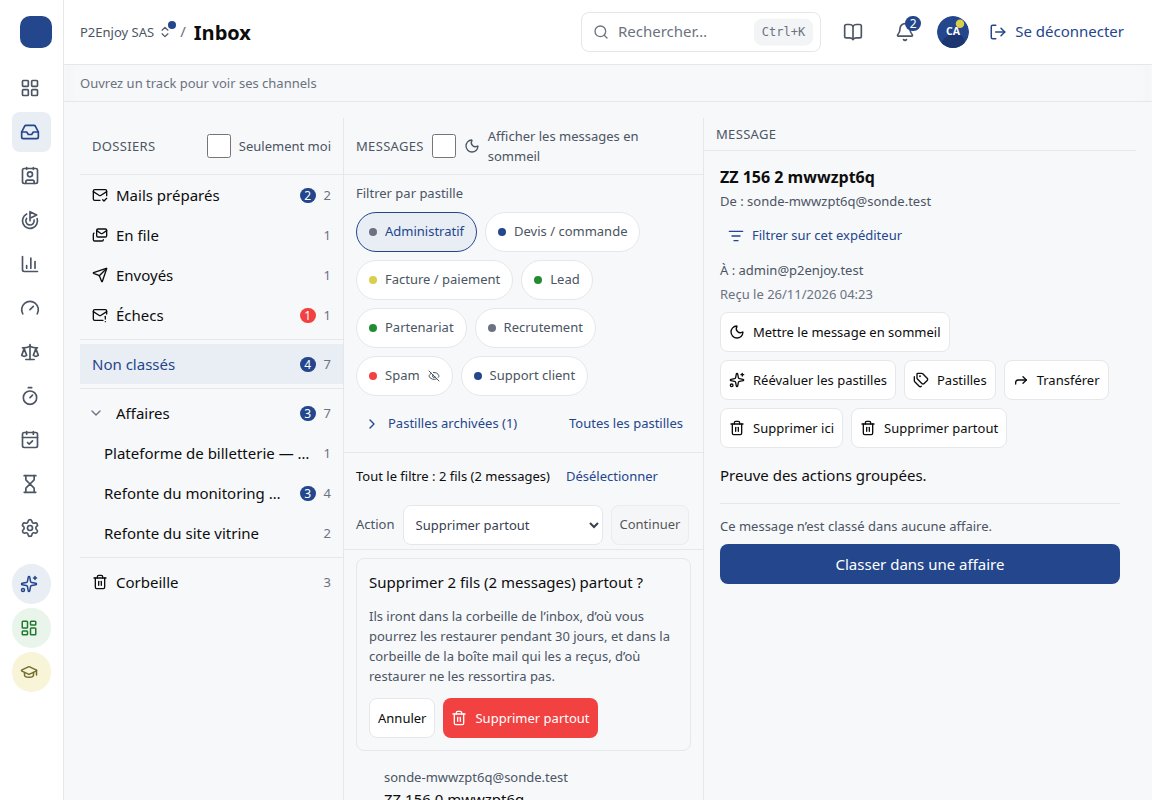 P2Enjoy SAS / Inbox
Rechercher... Ctrl+K
2
CA
Se déconnecter
Ouvrez un track pour voir ses channels
DOSSIERS Seulement moi
Mails préparés 2 2
En file 1
Envoyés 1
Échecs 1 1
Non classés 4 7
Affaires 3 7
Plateforme de billetterie — ... 1
Refonte du monitoring ... 3 4
Refonte du site vitrine 2
Corbeille 3
MESSAGES Afficher les messages en
sommeil
Filtrer par pastille
Administratif Devis / commande
Facture / paiement Lead
Partenariat Recrutement
Spam Support client
Pastilles archivées (1) Toutes les pastilles
Tout le filtre : 2 fils (2 messages) Désélectionner
Action Supprimer partout Continuer
Supprimer 2 fils (2 messages) partout ?
Ils iront dans la corbeille de l’inbox, d’où vous
pourrez les restaurer pendant 30 jours, et dans la
corbeille de la boîte mail qui les a reçus, d’où
restaurer ne les ressortira pas.
Annuler Supprimer partout
sonde-mwwzpt6q@sonde.test
ZZ 156 0 mwwzpt6q
MESSAGE
ZZ 156 2 mwwzpt6q
De : sonde-mwwzpt6q@sonde.test
Filtrer sur cet expéditeur
À : admin@p2enjoy.test
Reçu le 26/11/2026 04:23
Mettre le message en sommeil
Réévaluer les pastilles Pastilles Transférer
Supprimer ici Supprimer partout
Preuve des actions groupées.
Ce message n’est classé dans aucune affaire.
Classer dans une affaire